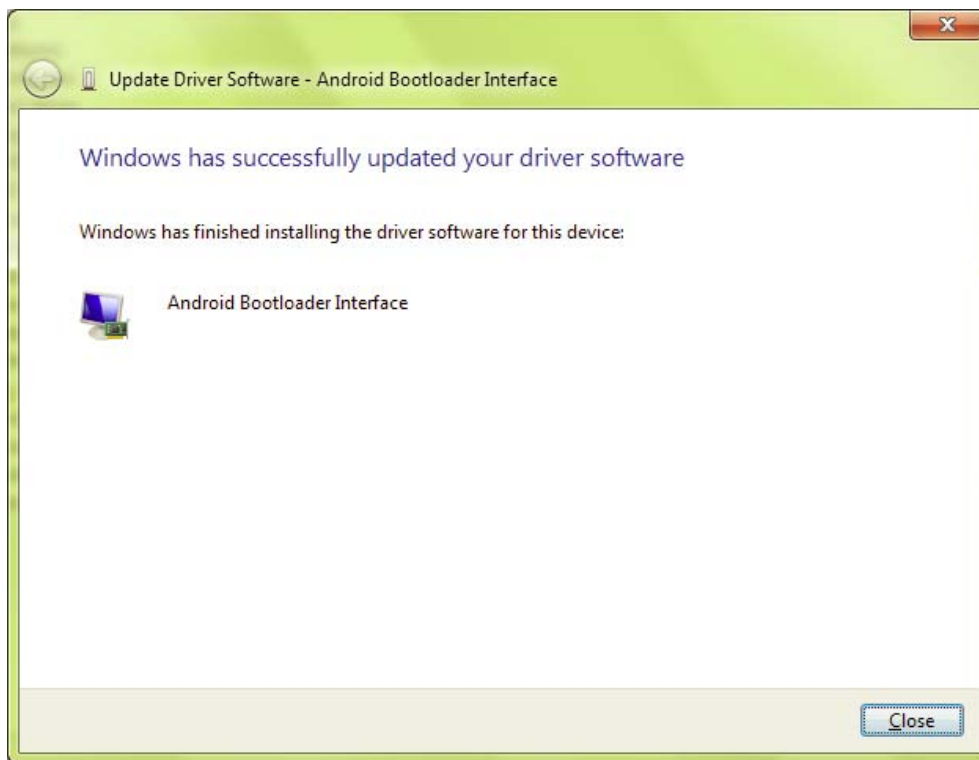 Update Driver Software - Android Bootloader Interface
Windows has successfully updated your driver software
Windows has finished installing the driver software for this device:
Android Bootloader Interface
Close